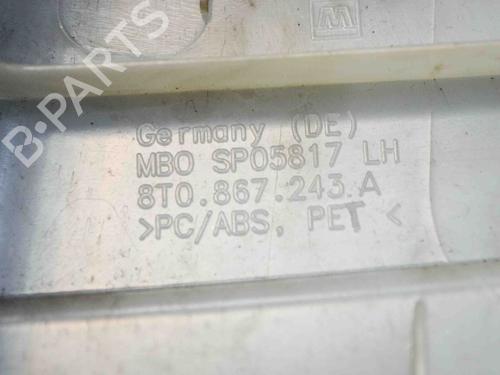 B-PARTS
Germany (DE)
MBO SP05817 LH
8T0.867.243.A
>PC/ABS, PET <